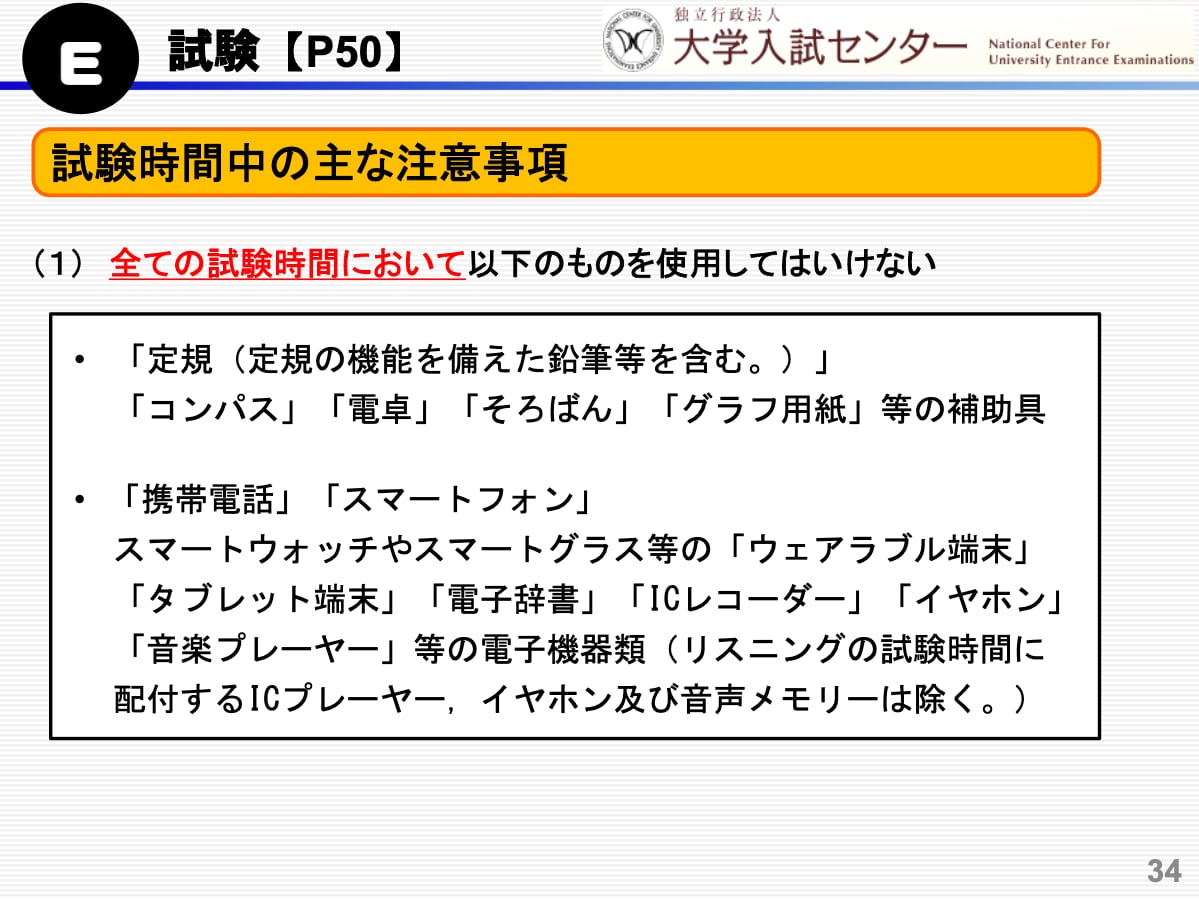 E
試験【P50】
独立行政法人
大学入試センター
National Center For
University Entrance Examinations
試験時間中の主な注意事項
（１） 全ての試験時間において以下のものを使用してはいけない
• 「定規（定規の機能を備えた鉛筆等を含む。）」
「コンパス」「電卓」「そろばん」「グラフ用紙」等の補助具
• 「携帯電話」「スマートフォン」
スマートウォッチやスマートグラス等の「ウェアラブル端末」
「タブレット端末」「電子辞書」「ICレコーダー」「イヤホン」
「音楽プレーヤー」等の電子機器類（リスニングの試験時間に
配付するICプレーヤー，イヤホン及び音声メモリーは除く。）
34